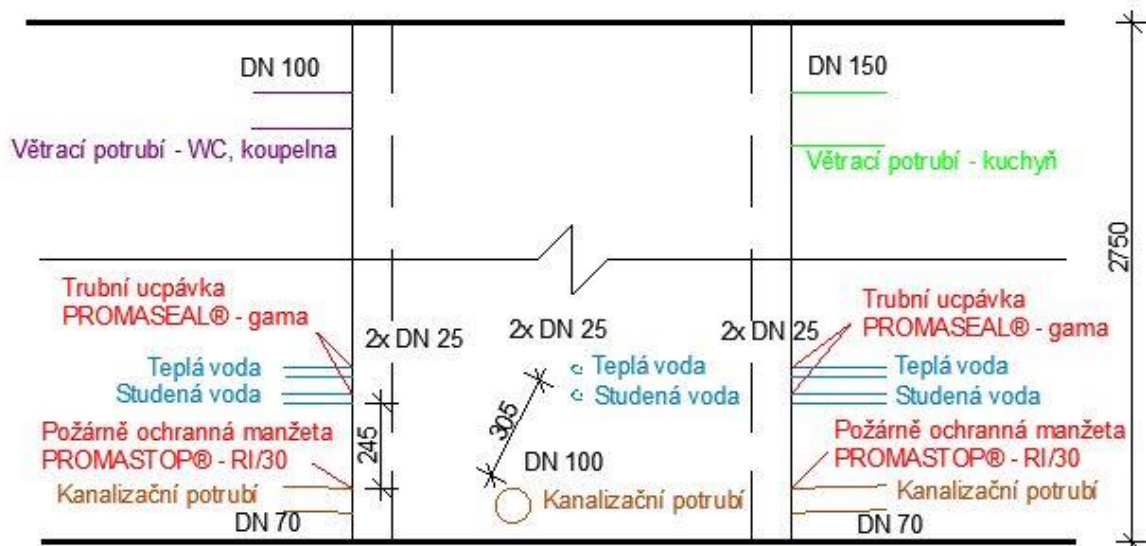 DN 100
DN 150
Větrací potrubí - WC, koupelna
Větrací potrubí - kuchyň
2750
Trubní ucpávka
PROMASEAL® - gama
2x DN 25
2x DN 25
2x DN 25
Trubní ucpávka
PROMASEAL® - gama
Teplá voda
Teplá voda
Teplá voda
Studená voda
Studená voda
Studená voda
305
245
Požárně ochranná manžeta
PROMASTOP® - RI/30
Požárně ochranná manžeta
PROMASTOP® - RI/30
DN 100
Kanalizační potrubí
Kanalizační potrubí
Kanalizační potrubí
DN 70
DN 70